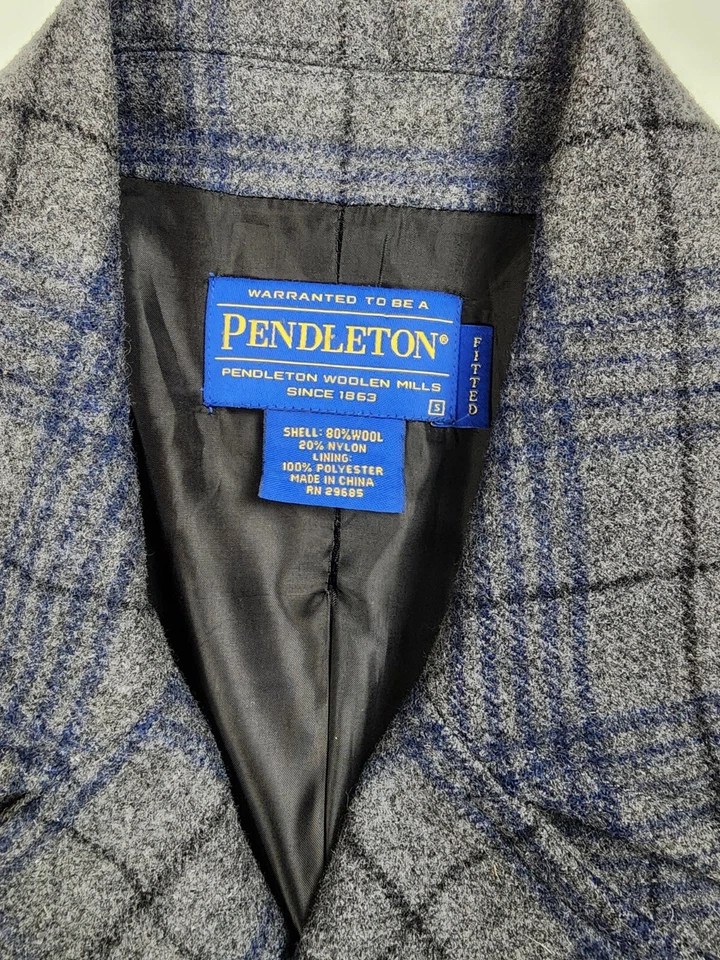 WARRANTED TO BE A
PENDLETON®
PENDLETON WOOLEN MILLS
SINCE 1863
S
FITTED
SHELL: 80%WOOL
20% NYLON
LINING:
100% POLYESTER
MADE IN CHINA
RN 29685